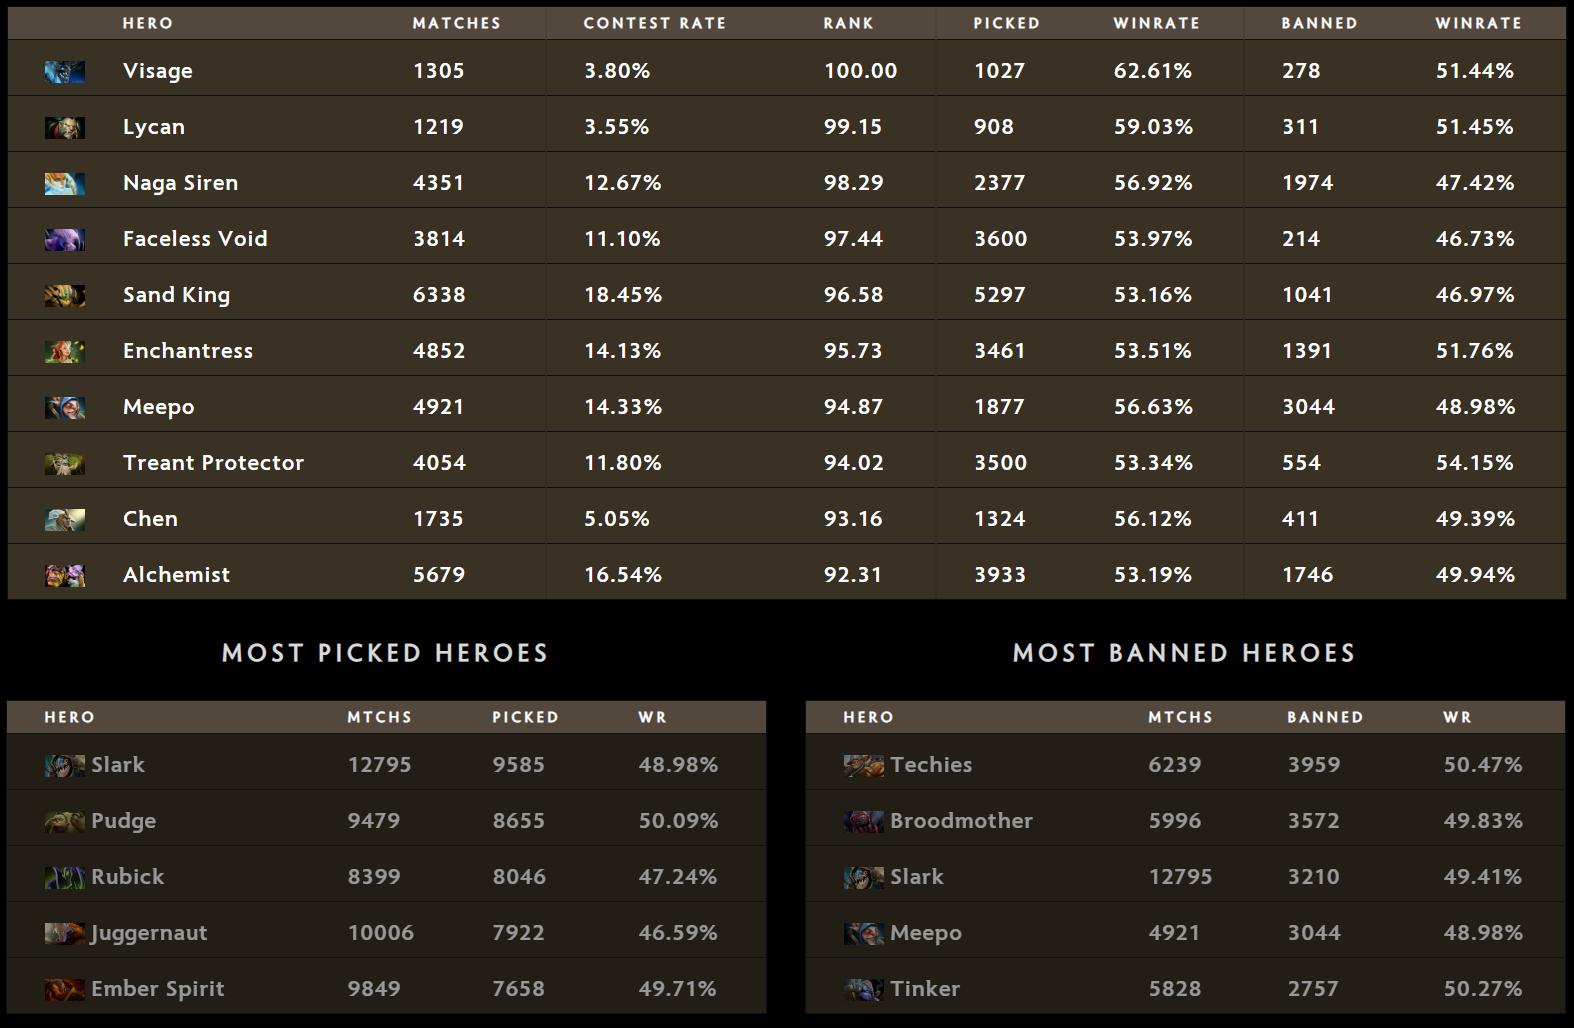 HERO MATCHES CONTEST RATE RANK PICKED WINRATE BANNED WINRATE
Visage 1305 3.80% 100.00 1027 62.61% 278 51.44%
Lycan 1219 3.55% 99.15 908 59.03% 311 51.45%
Naga Siren 4351 12.67% 98.29 2377 56.92% 1974 47.42%
Faceless Void 3814 11.10% 97.44 3600 53.97% 214 46.73%
Sand King 6338 18.45% 96.58 5297 53.16% 1041 46.97%
Enchantress 4852 14.13% 95.73 3461 53.51% 1391 51.76%
Meepo 4921 14.33% 94.87 1877 56.63% 3044 48.98%
Treant Protector 4054 11.80% 94.02 3500 53.34% 554 54.15%
Chen 1735 5.05% 93.16 1324 56.12% 411 49.39%
Alchemist 5679 16.54% 92.31 3933 53.19% 1746 49.94%
MOST PICKED HEROES
HERO MTCHS PICKED WR
Slark 12795 9585 48.98%
Pudge 9479 8655 50.09%
Rubick 8399 8046 47.24%
Juggernaut 10006 7922 46.59%
Ember Spirit 9849 7658 49.71%
MOST BANNED HEROES
HERO MTCHS BANNED WR
Techies 6239 3959 50.47%
Broodmother 5996 3572 49.83%
Slark 12795 3210 49.41%
Meepo 4921 3044 48.98%
Tinker 5828 2757 50.27%